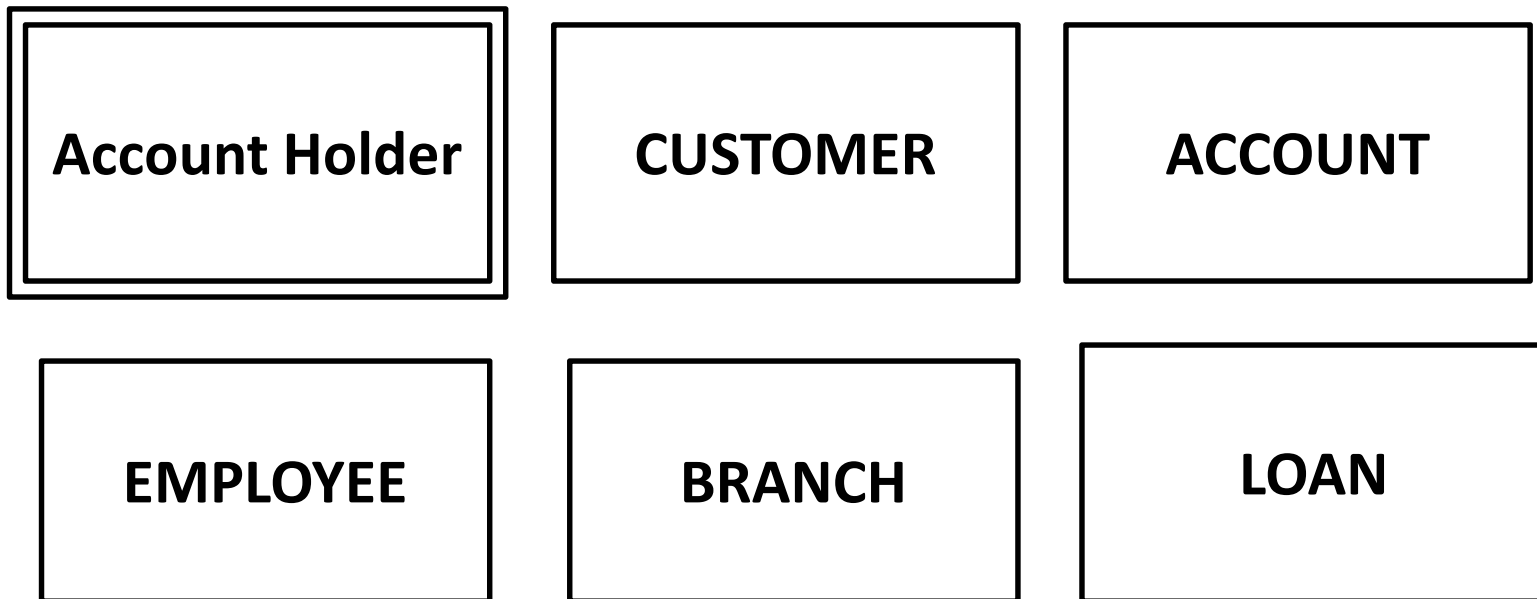 Account Holder
CUSTOMER
ACCOUNT
EMPLOYEE
BRANCH
LOAN